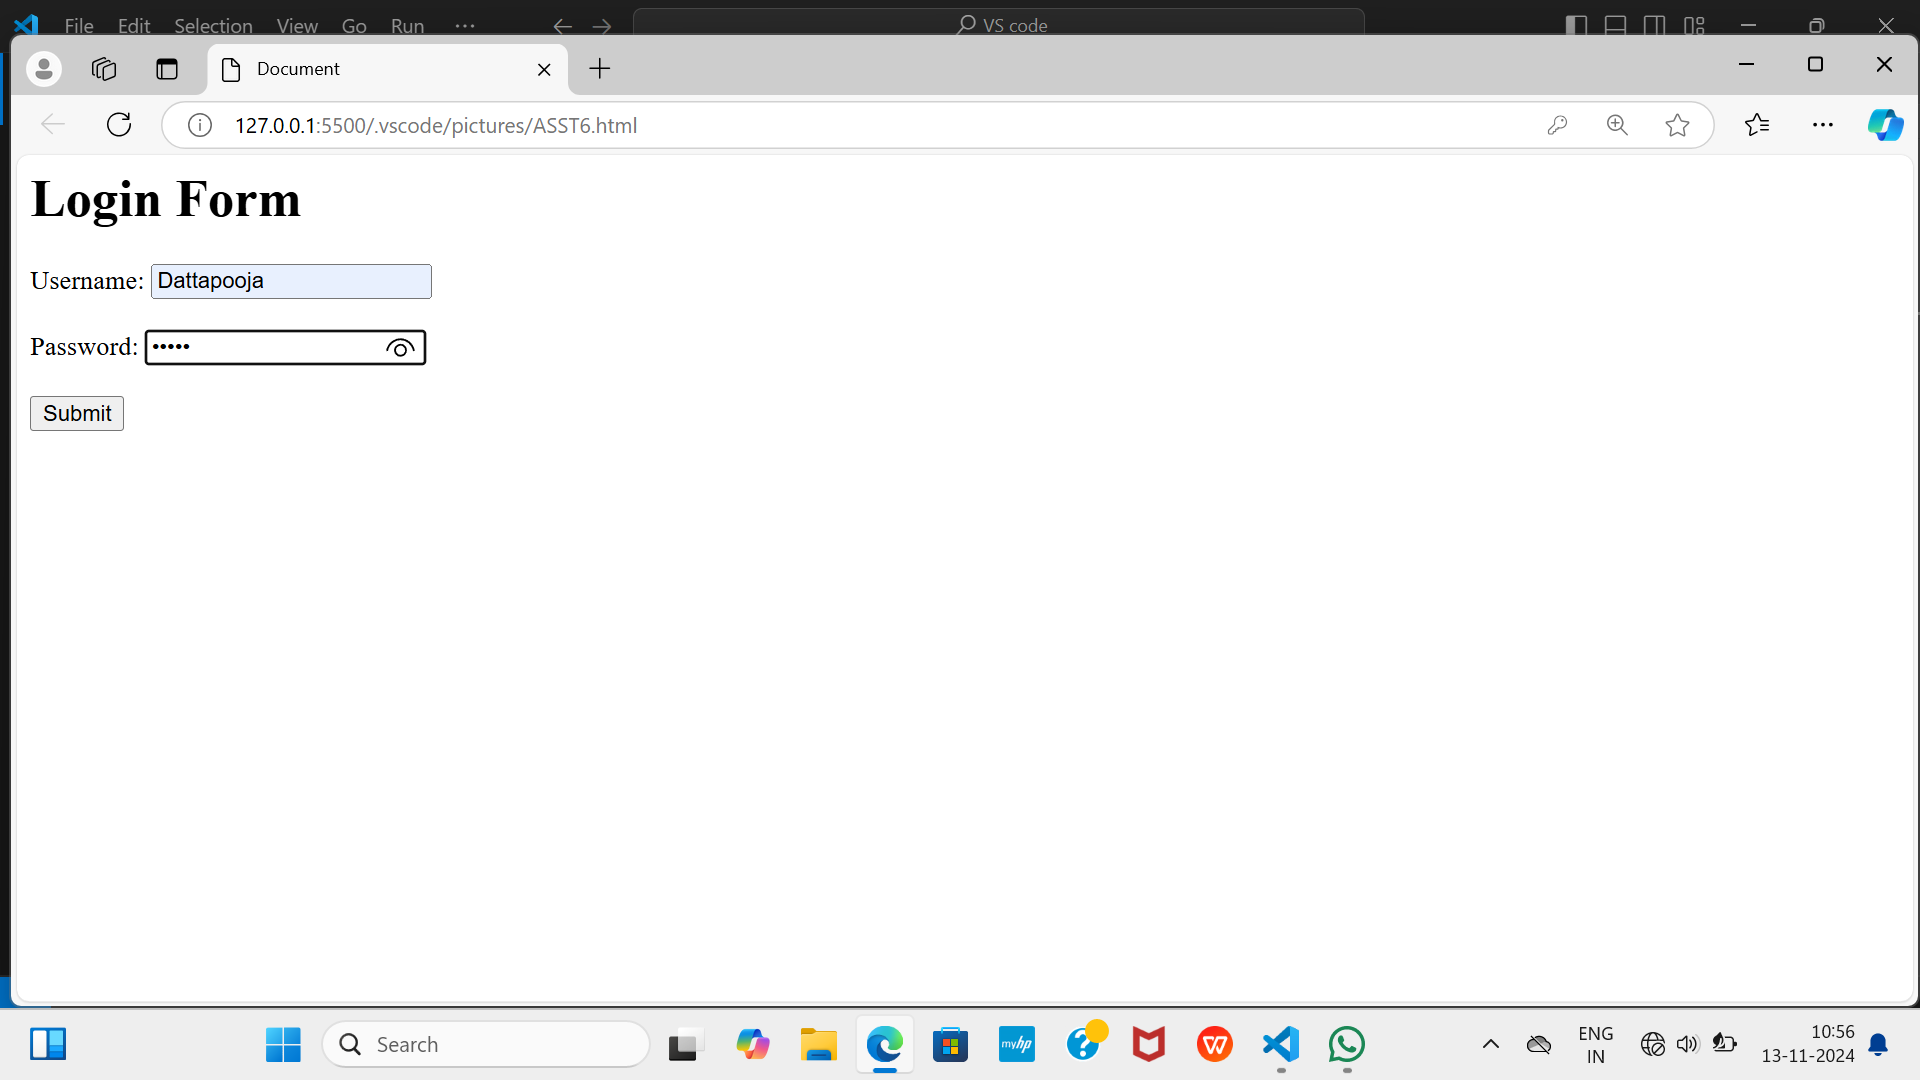 File Edit Selection View Go Run ... VS code
Document
127.0.0.1:5500/.vscode/pictures/ASST6.html
Login Form
Username: Dattapooja
Password: •••••
Submit
Search
myhp
ENG
IN
10:56
13-11-2024